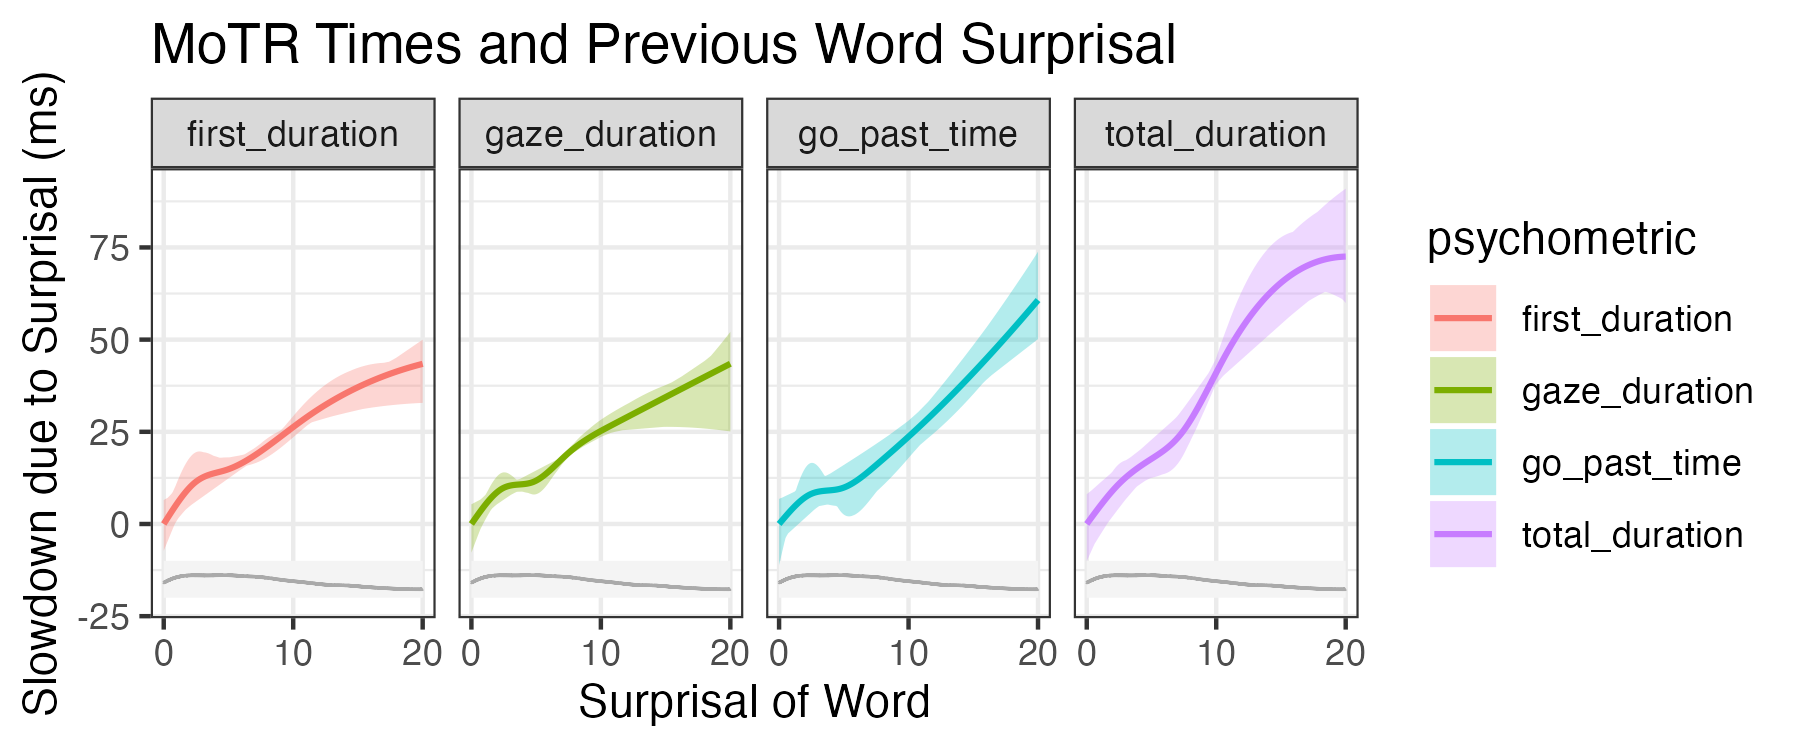 MoTR Times and Previous Word Surprisal
first_duration gaze_duration go_past_time total_duration
Slowdown due to Surprisal (ms)
75
50
25
0
-25
0 10 20 0 10 20 0 10 20 0 10 20
Surprisal of Word
psychometric
first_duration
gaze_duration
go_past_time
total_duration